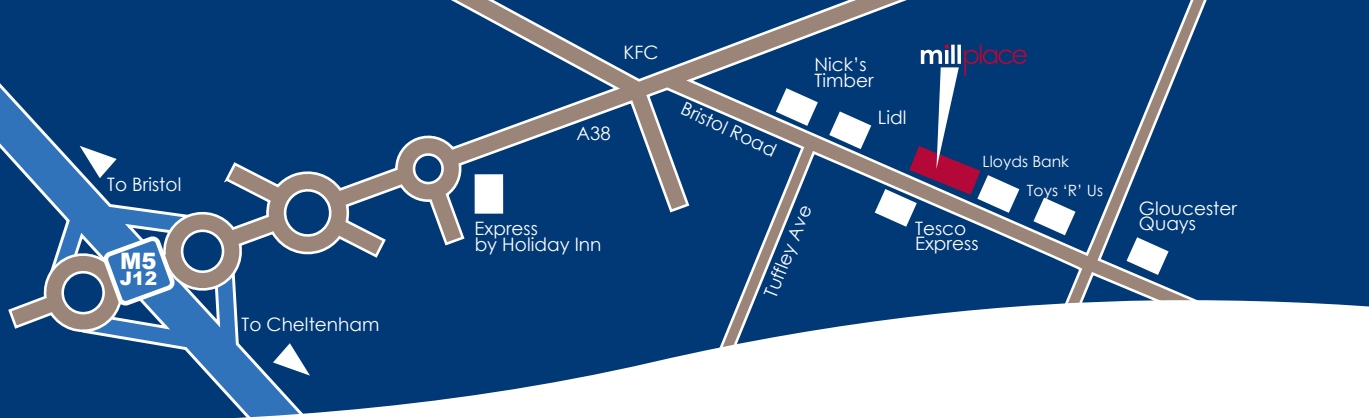 KFC
millplace
Nick's
Timber
Lidl
Bristol Road
A38
Lloyds Bank
Toys 'R' Us
To Bristol
Gloucester
Quays
Tesco
Express
Express
by Holiday Inn
Tuffley Ave
M5
J12
To Cheltenham